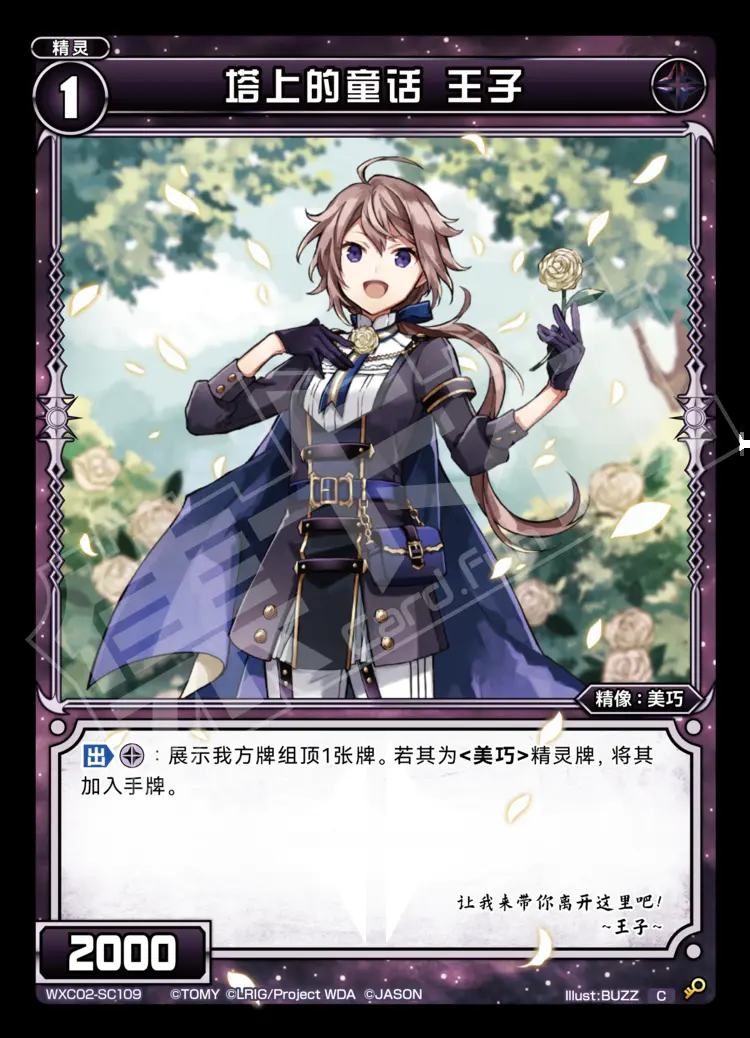 精灵
1
塔上的童话 王子
精像:美巧
出 : 展示我方牌组顶1张牌。若其为<美巧>精灵牌, 将其
加入手牌。
让我来带你离开这里吧!
~王子~
2000
WXC02-SC109 ©TOMY ©LRIG/Project WDA ©JASON
Illust:BUZZ C
card.fun